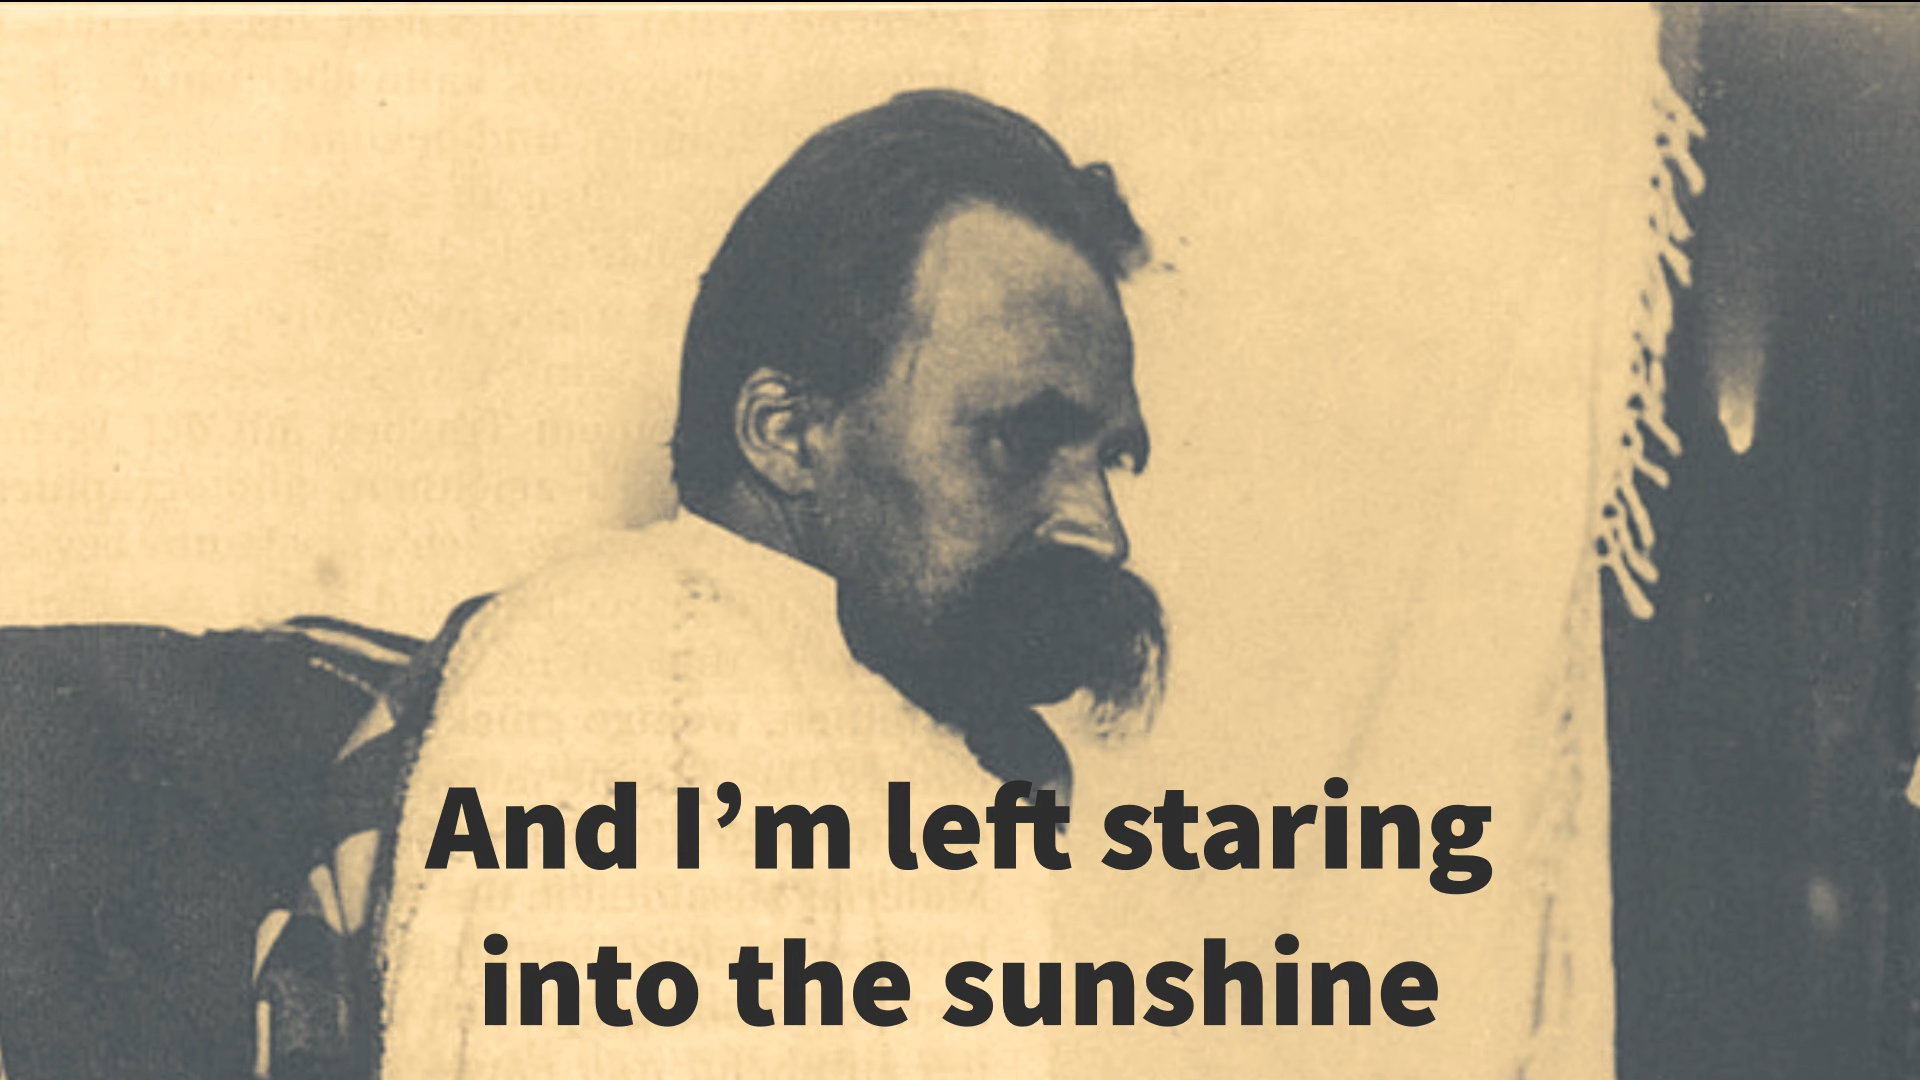 And I’m left staring
into the sunshine